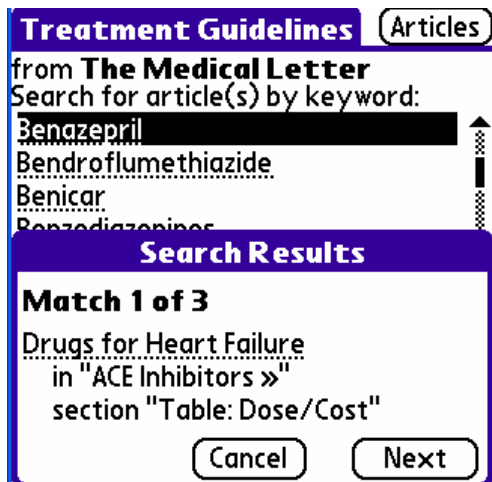 Treatment Guidelines
Articles
from The Medical Letter
Search for article(s) by keyword:
Benazepril
Bendroflumethiazide
Benicar
Benzodiazepines
Search Results
Match 1 of 3
Drugs for Heart Failure
in "ACE Inhibitors »"
section "Table: Dose/Cost"
Cancel
Next